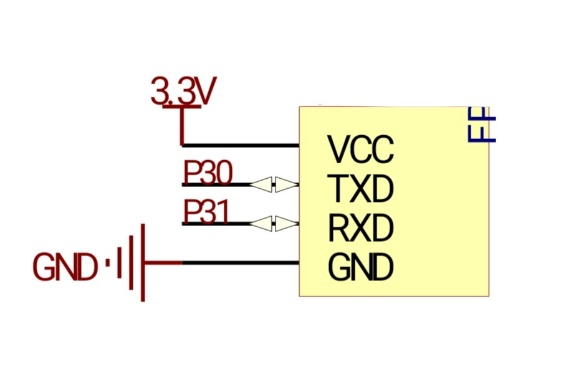 3.3V
VCC
P30
TXD
P31
RXD
GND
GND